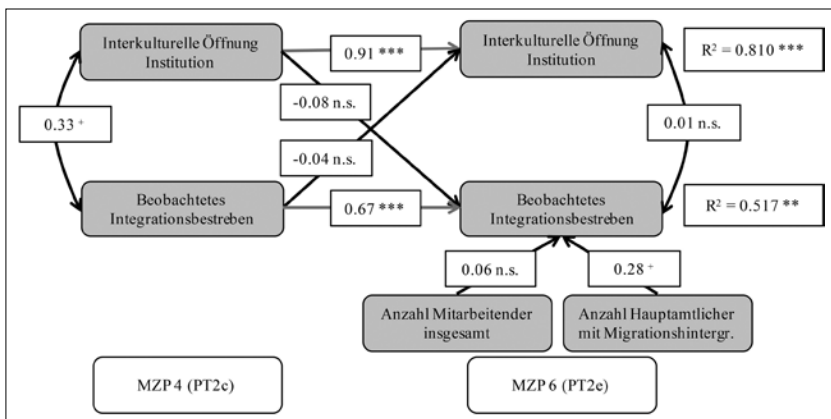 Interkulturelle Öffnung
Institution
0.91 ***
Interkulturelle Öffnung
Institution
R² = 0.810 ***
-0.08 n.s.
0.33 ⁺
0.01 n.s.
-0.04 n.s.
Beobachtetes
Integrationsbestreben
0.67 ***
Beobachtetes
Integrationsbestreben
R² = 0.517 **
0.06 n.s.
0.28 ⁺
Anzahl Mitarbeitender
insgesamt
Anzahl Hauptamtlicher
mit Migrationshintergr.
MZP 4 (PT2c)
MZP 6 (PT2e)